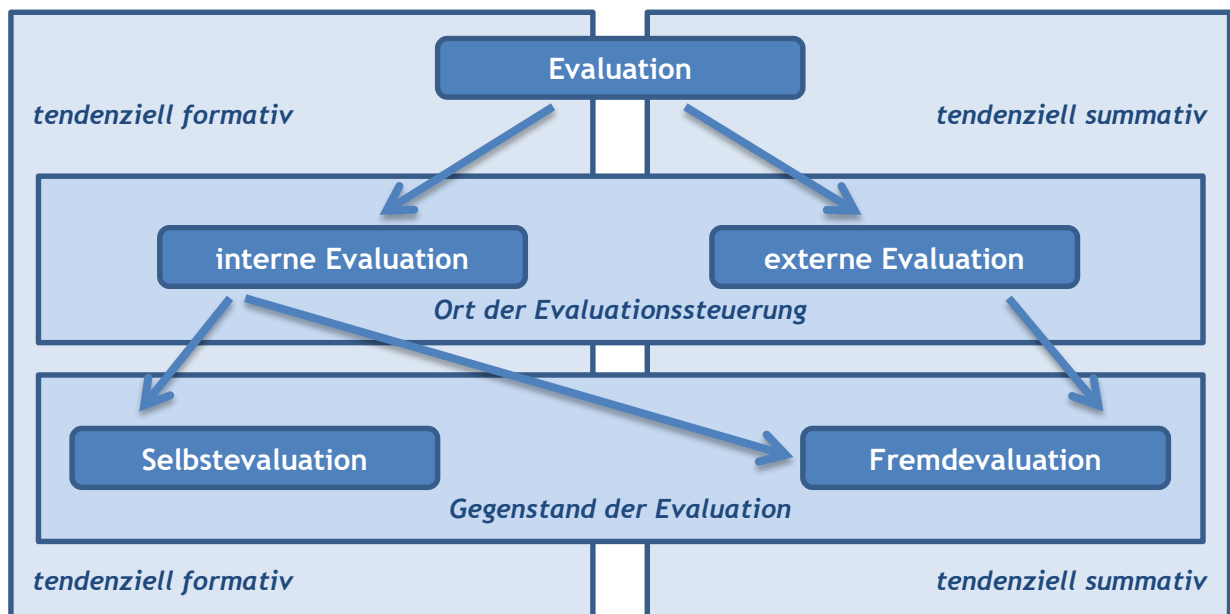 Evaluation
tendenziell formativ
tendenziell summativ
interne Evaluation
externe Evaluation
Ort der Evaluationssteuerung
Selbstevaluation
Fremdevaluation
Gegenstand der Evaluation
tendenziell formativ
tendenziell summativ